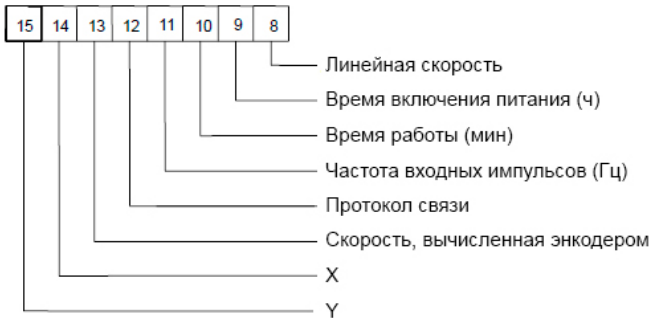 15 14 13 12 11 10 9 8
Линейная скорость
Время включения питания (ч)
Время работы (мин)
Частота входных импульсов (Гц)
Протокол связи
Скорость, вычисленная энкодером
X
Y